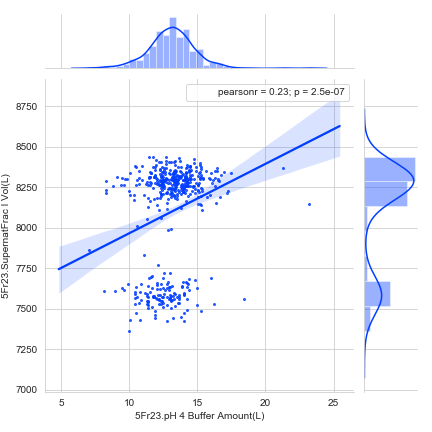 pearsonr = 0.23; p = 2.5e-07
8750
8500
8250
8000
7750
7500
7250
7000
5Fr23.SupernatFrac I Vol(L)
5 10 15 20 25
5Fr23.pH 4 Buffer Amount(L)